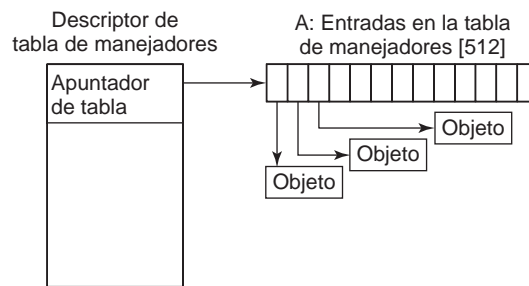 Descriptor de
tabla de manejadores
A: Entradas en la tabla
de manejadores [512]
Apuntador
de tabla
Objeto
Objeto
Objeto